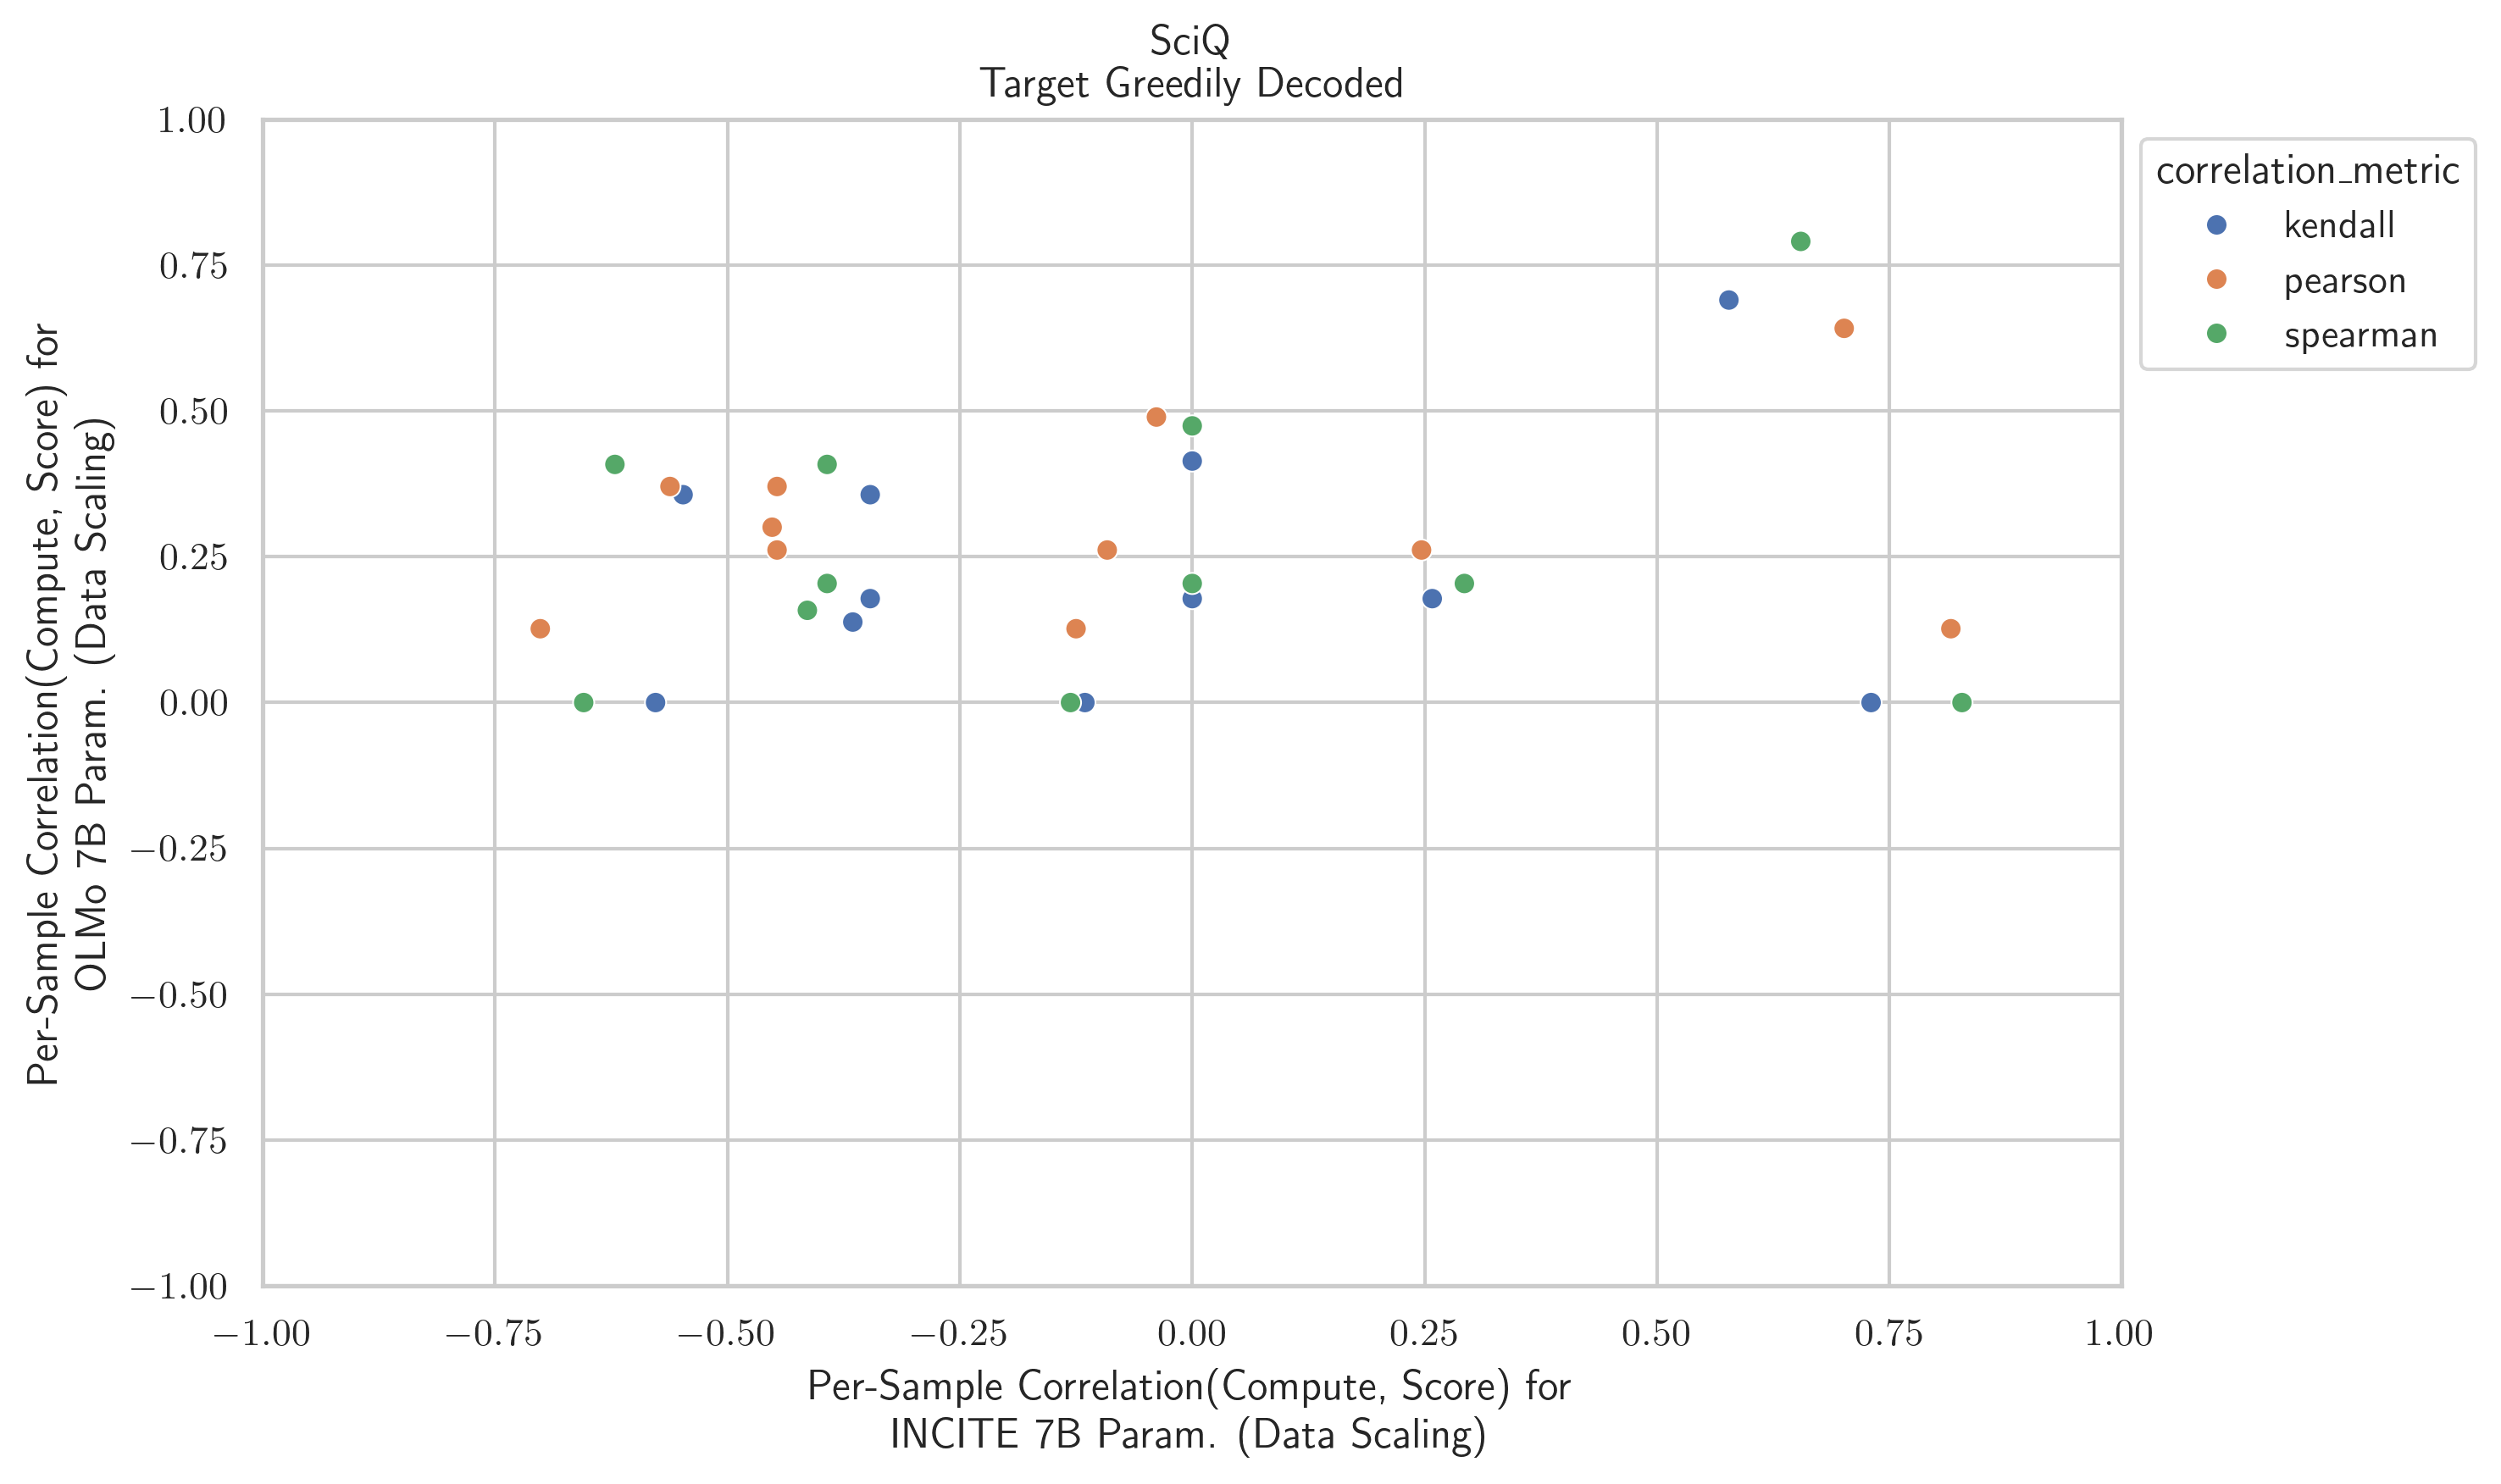 SciQ
Target Greedily Decoded
Per-Sample Correlation(Compute, Score) for
OLMo 7B Param. (Data Scaling)
1.00
0.75
0.50
0.25
0.00
−0.25
−0.50
−0.75
−1.00
−1.00 −0.75 −0.50 −0.25 0.00 0.25 0.50 0.75 1.00
Per-Sample Correlation(Compute, Score) for
INCITE 7B Param. (Data Scaling)
correlation_metric
kendall
pearson
spearman